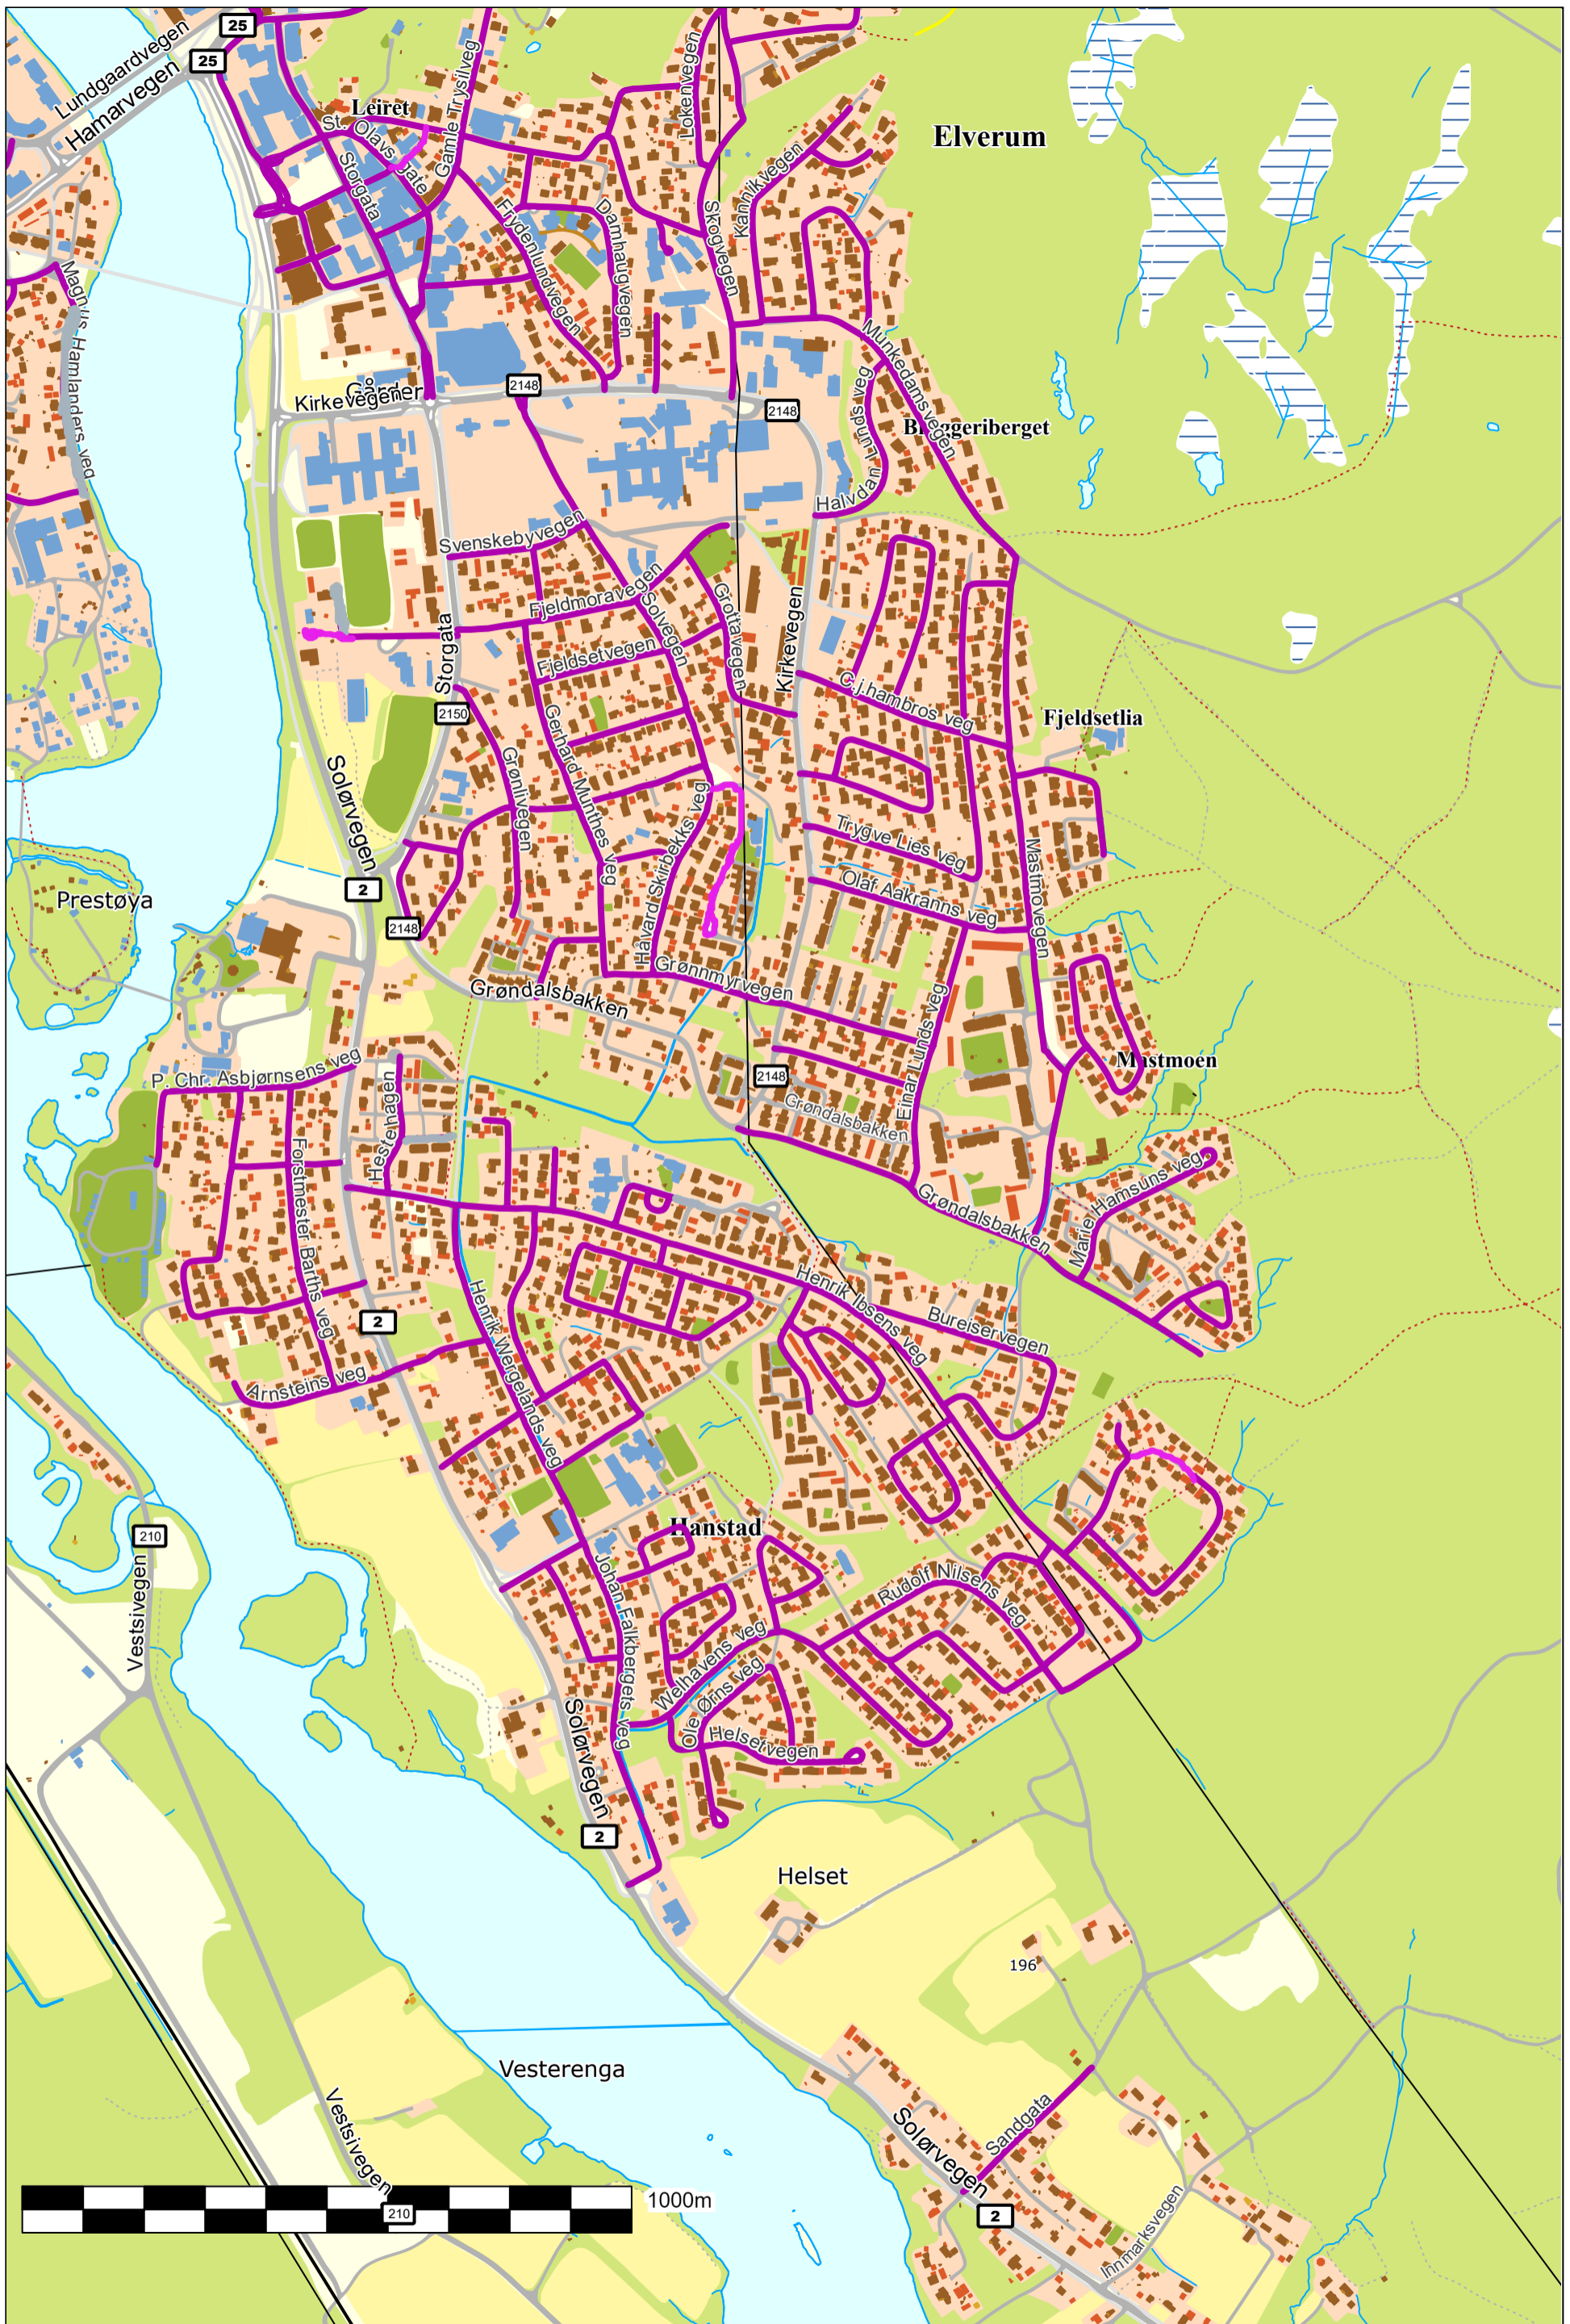 25
25
Lundgaardvegen
Hamarvegen
Leiret
St. Olavs gate
Storgata
Gamle Trysilveg
Løkenvegen
Elverum
Kannikvegen
Skogvegen
Frydenlundvegen
Damhaugvegen
Magnus Hamlanders veg
Munkedamsvegen
2148
Kirkevegen
2148
Halvdan Lunds veg
Svenskebyvegen
Fjeldmoravegen
Solvegen
Grottavegen
Fjeldsetvegen
Storgata
Kirkevegen
2150
C.j.hambros veg
Fjeldsetlia
Gerhard Munthes veg
Grønlivegen
Solørvegen
Håvard Skirbekks veg
Trygve Lies veg
Mastmovegen
Olaf Aakranns veg
2
Prestøya
2148
Grønnmyrvegen
Grøndalsbakken
Einar Lunds veg
Mastmoen
P. Chr. Asbjørnsens veg
2148
Hestehagen
Grøndalsbakken
Forstmester Barths veg
Marie Hamsuns veg
Grøndalsbakken
Henrik Ibsens veg
Henrik Wergelands veg
2
Bureiservegen
Arnsteins veg
Hanstad
210
Vestsivegen
Johan Falkbergets veg
Rudolf Nilsens veg
Welhavens veg
Ole Ørns veg
Helsetvegen
Solørvegen
2
Helset
196
Vesterenga
Vestsivegen
Sandgata
Solørvegen
210
1000m
2
Innmarksvegen